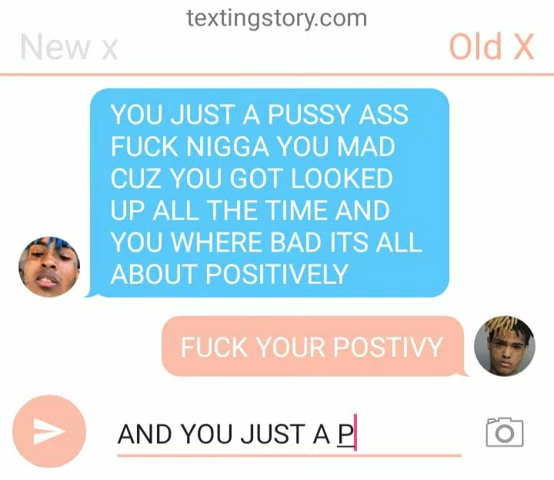 textingstory.com
New x
Old X
YOU JUST A PUSSY ASS
FUCK NIGGA YOU MAD
CUZ YOU GOT LOOKED
UP ALL THE TIME AND
YOU WHERE BAD ITS ALL
ABOUT POSITIVELY
FUCK YOUR POSTIVY
AND YOU JUST A P